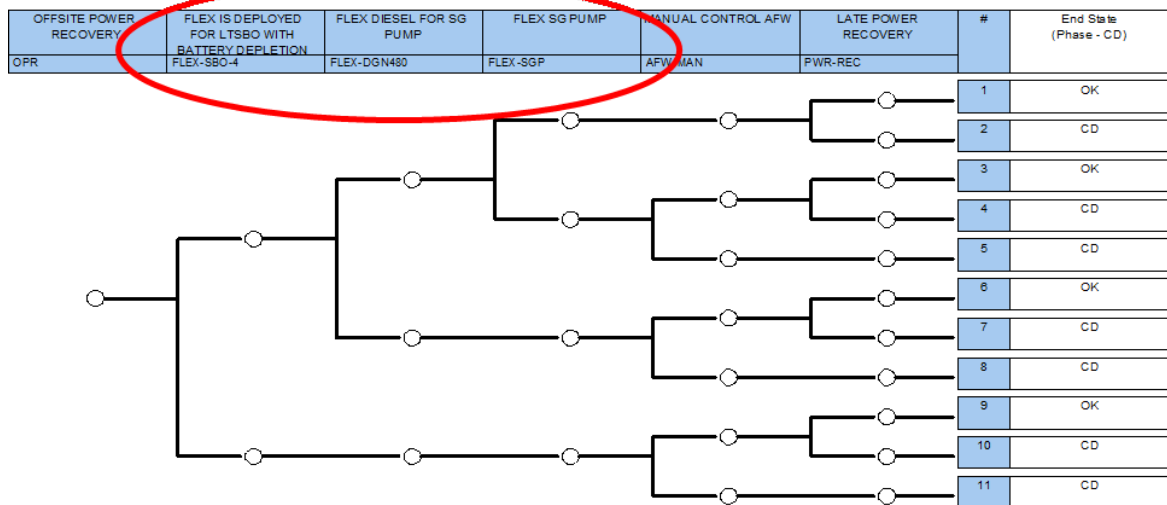 OFFSITE POWER RECOVERY
FLEX IS DEPLOYED FOR LTSBO WITH BATTERY DEPLETION
FLEX DIESEL FOR SG PUMP
FLEX SG PUMP
MANUAL CONTROL AFW
LATE POWER RECOVERY
#
End State
(Phase - CD)
OPR
FLEX-SBO-4
FLEX-DGN480
FLEX-SGP
AFW-MAN
PWR-REC
1 OK
2 CD
3 OK
4 CD
5 CD
6 OK
7 CD
8 CD
9 OK
10 CD
11 CD